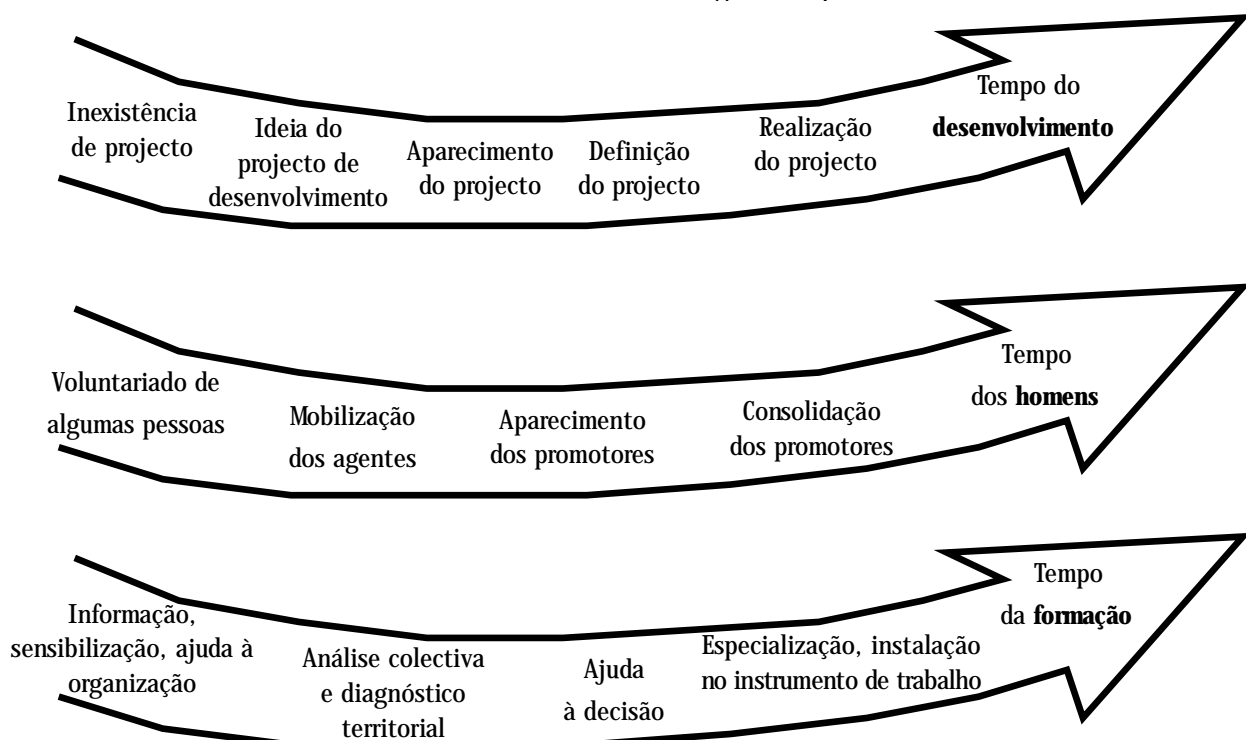 Inexistência
de projecto
Ideia do
projecto de
desenvolvimento
Aparecimento
do projecto
Definição
do projecto
Realização
do projecto
Tempo do
desenvolvimento
Voluntariado de
algumas pessoas
Mobilização
dos agentes
Aparecimento
dos promotores
Consolidação
dos promotores
Tempo
dos homens
Informação,
sensibilização, ajuda à
organização
Análise colectiva
e diagnóstico
territorial
Ajuda
à decisão
Especialização, instalação
no instrumento de trabalho
Tempo
da formação